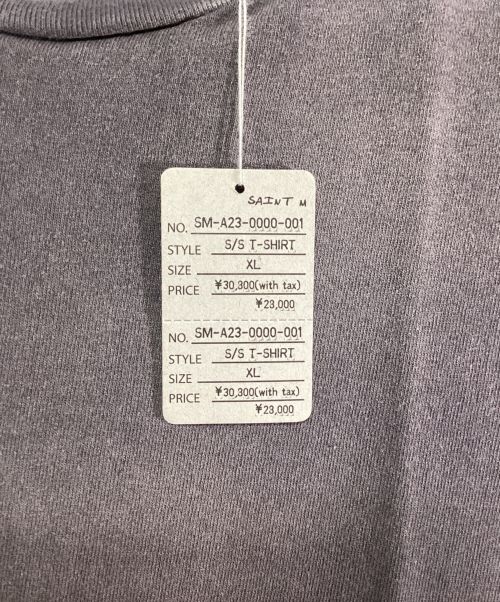 SAINT M
NO. SM-A23-0000-001
STYLE S/S T-SHIRT
SIZE XL
PRICE ¥30,300(with tax)
¥23,000
NO. SM-A23-0000-001
STYLE S/S T-SHIRT
SIZE XL
PRICE ¥30,300(with tax)
¥23,000